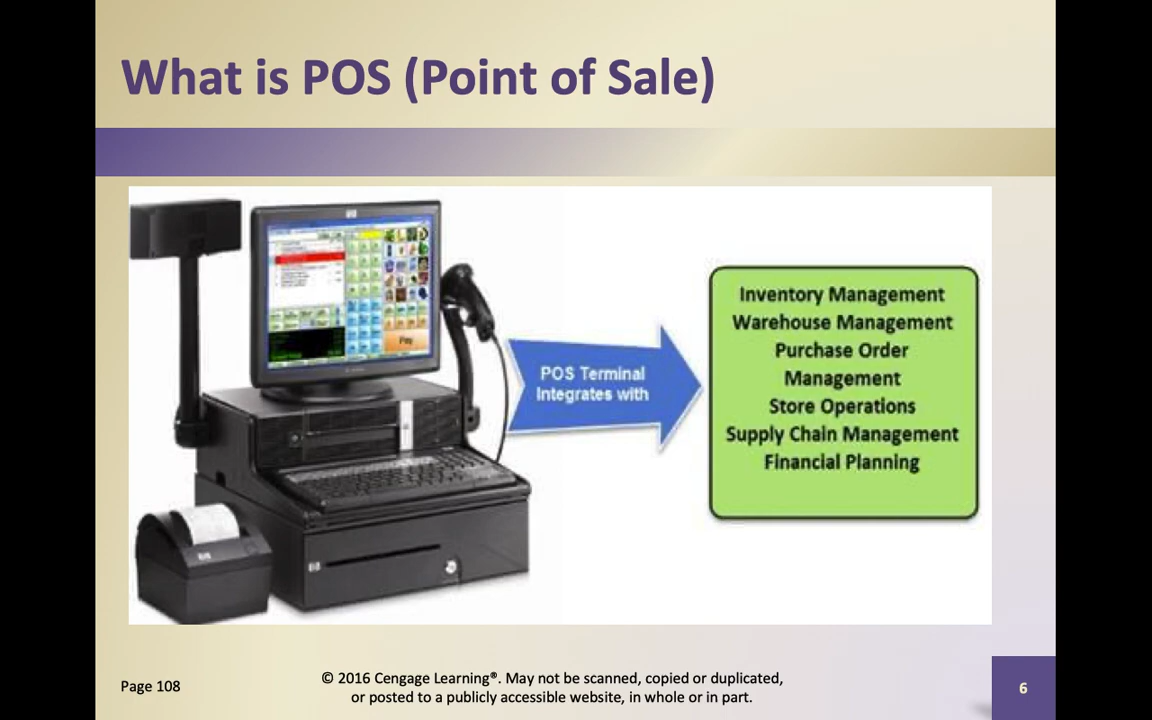 What is POS (Point of Sale)
Pay
POS Terminal
Integrates with
Inventory Management
Warehouse Management
Purchase Order
Management
Store Operations
Supply Chain Management
Financial Planning
Page 108
© 2016 Cengage Learning®. May not be scanned, copied or duplicated,
or posted to a publicly accessible website, in whole or in part.
6